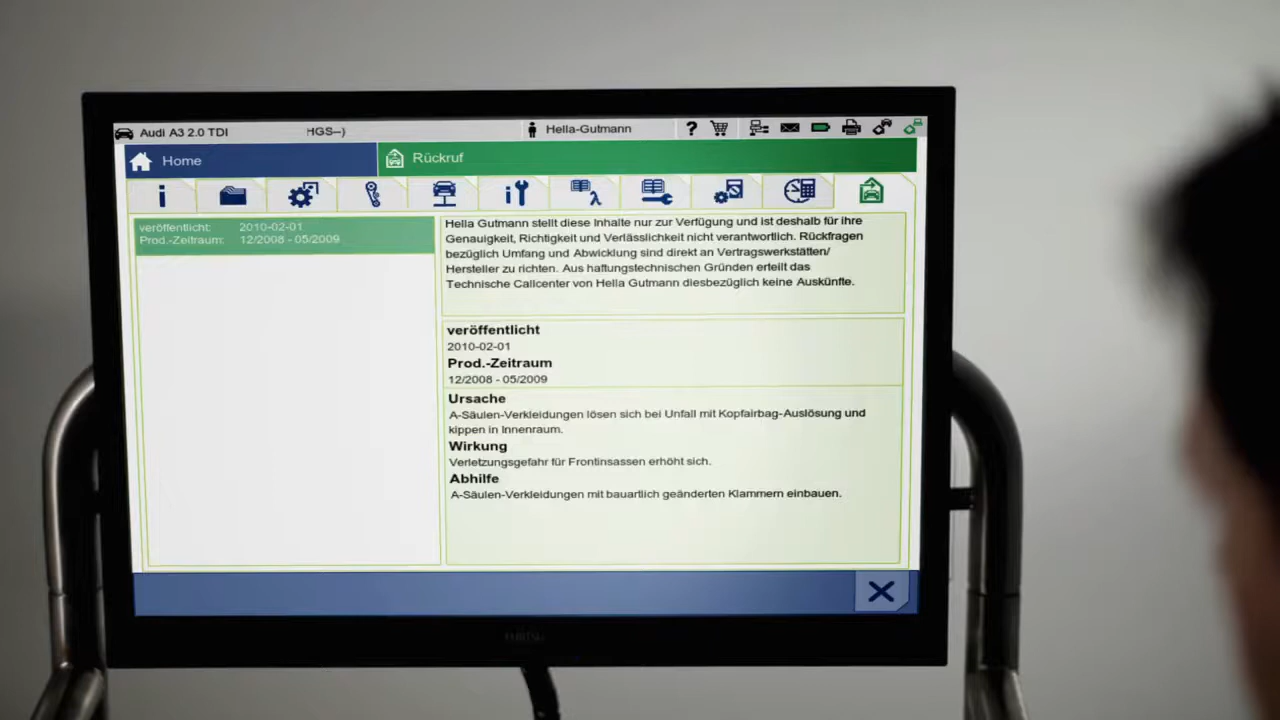 Audi A3 2.0 TDI
HGS--)
Hella-Gutmann
?
Home
Rückruf
veröffentlicht: 2010-02-01
Prod.-Zeitraum: 12/2008 - 05/2009
Hella Gutmann stellt diese Inhalte nur zur Verfügung und ist deshalb für ihre
Genauigkeit, Richtigkeit und Verlässlichkeit nicht verantwortlich. Rückfragen
bezüglich Umfang und Abwicklung sind direkt an Vertragswerkstätten/
Hersteller zu richten. Aus haftungstechnischen Gründen erteilt das
Technische Callcenter von Hella Gutmann diesbezüglich keine Auskünfte.
veröffentlicht
2010-02-01
Prod.-Zeitraum
12/2008 - 05/2009
Ursache
A-Säulen-Verkleidungen lösen sich bei Unfall mit Kopfairbag-Auslösung und
kippen in Innenraum.
Wirkung
Verletzungsgefahr für Frontinsassen erhöht sich.
Abhilfe
A-Säulen-Verkleidungen mit bauartlich geänderten Klammern einbauen.
FUJITSU